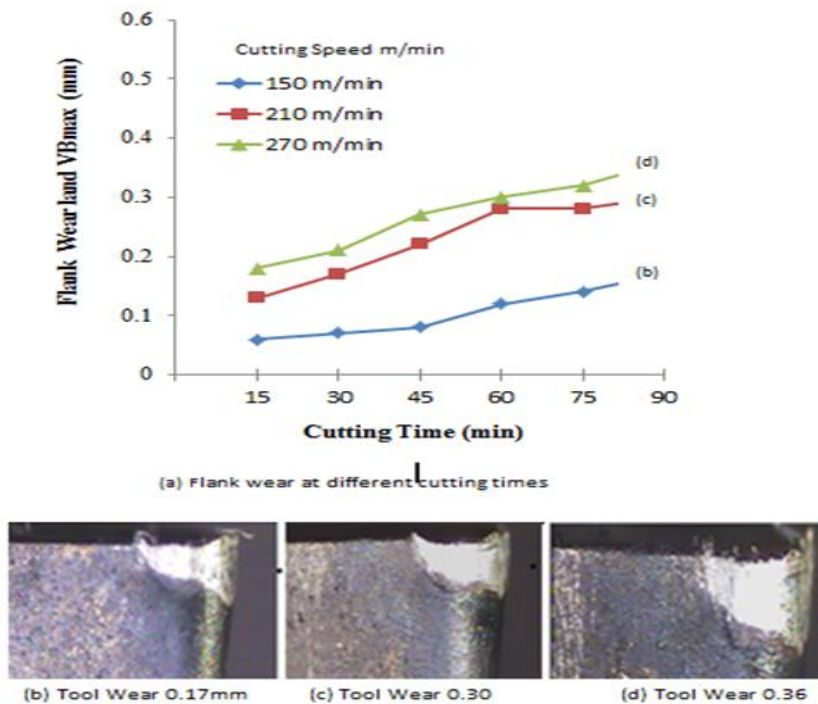 0.6
0.5
0.4
0.3
0.2
0.1
0
Flank Wear land VBmax (mm)
Cutting Speed m/min
150 m/min
210 m/min
270 m/min
(d)
(c)
(b)
15 30 45 60 75 90
Cutting Time (min)
(a) Flank wear at different cutting times
(b) Tool Wear 0.17mm (c) Tool Wear 0.30 (d) Tool Wear 0.36